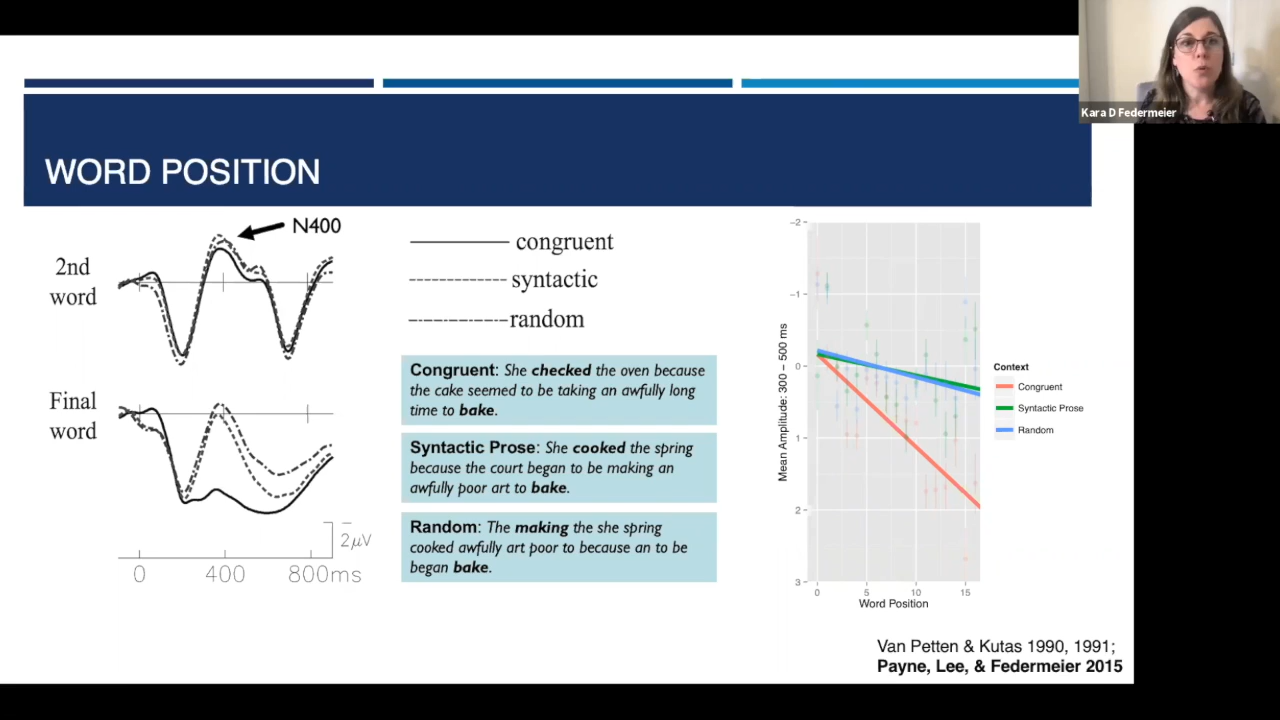 Kara D Federmeier
WORD POSITION
N400
2nd
word
Final
word
2μV
0 400 800ms
congruent
syntactic
random
Congruent: She checked the oven because
the cake seemed to be taking an awfully long
time to bake.
Syntactic Prose: She cooked the spring
because the court began to be making an
awfully poor art to bake.
Random: The making the she spring
cooked awfully art poor to because an to be
began bake.
Mean Amplitude: 300 – 500 ms
−2
−1
0
1
2
3
0 5 10 15
Word Position
Context
Congruent
Syntactic Prose
Random
Van Petten & Kutas 1990, 1991;
Payne, Lee, & Federmeier 2015